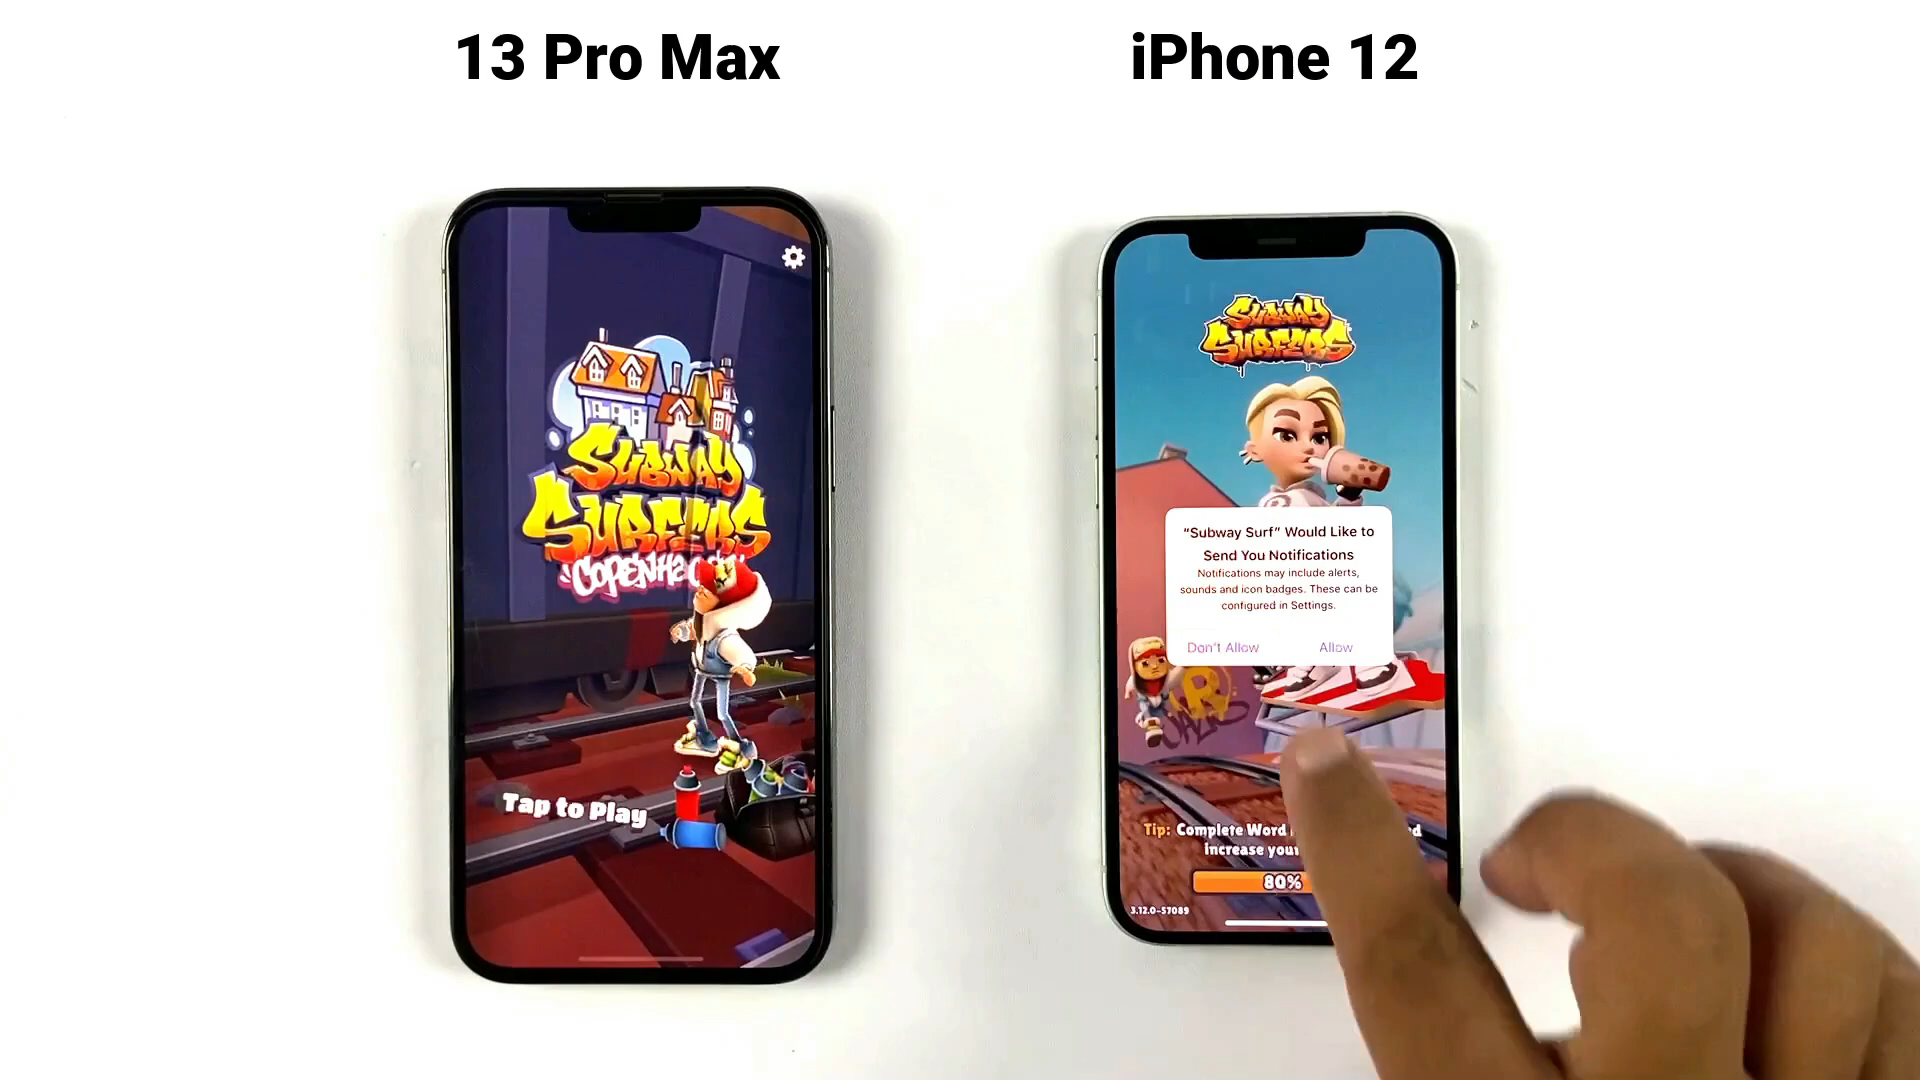 13 Pro Max
iPhone 12
SUBWAY
SURFERS
Tap to Play
SUBWAY
SURFERS
"Subway Surf" Would Like to
Send You Notifications
Notifications may include alerts,
sounds and icon badges. These can be
configured in Settings.
Don't Allow Allow
Tip: Complete Word
increase your
80%
3.12.0-57089